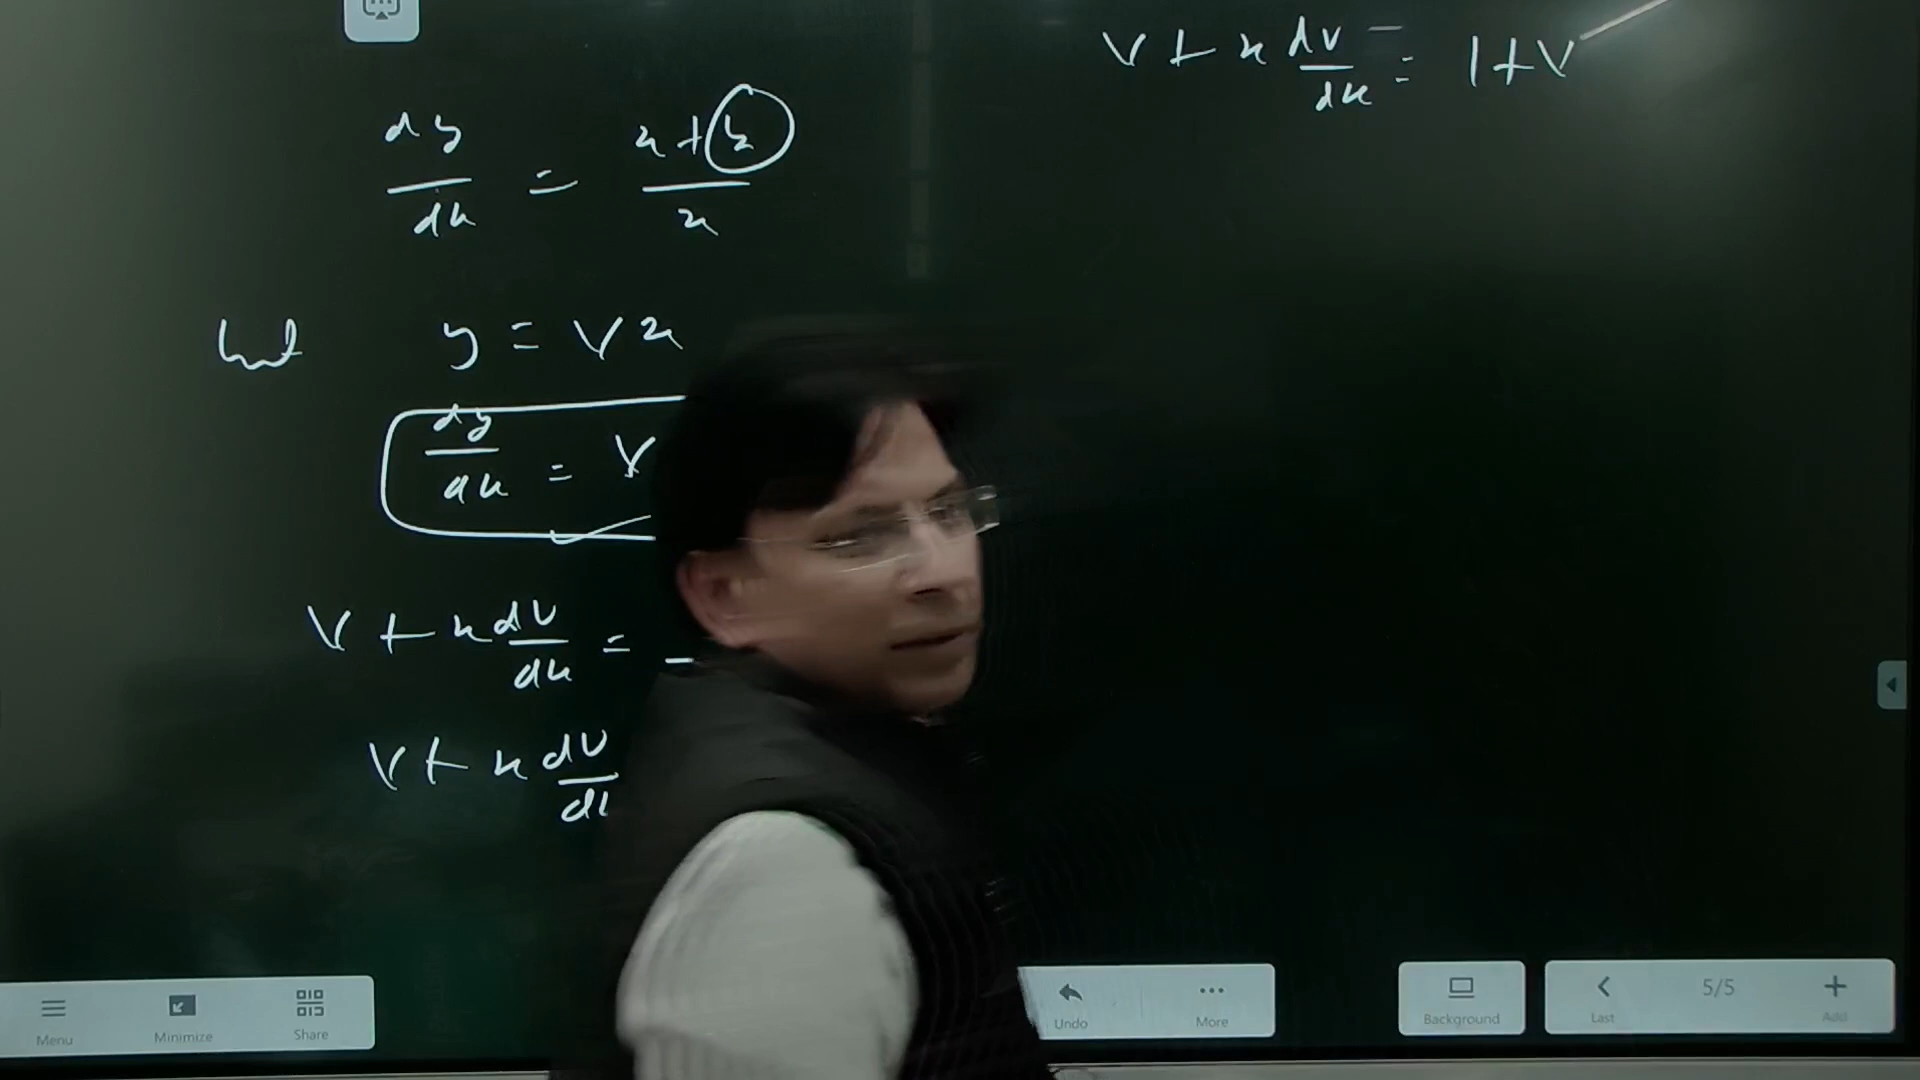 dy/dx = x+y/x
Let y = vx
dy/dx = v
v + x dv/dx =
v + x dv/d
v + x dv/dx = 1+v
Menu
Minimize
Share
Undo
More
Background
Last
5/5
Add